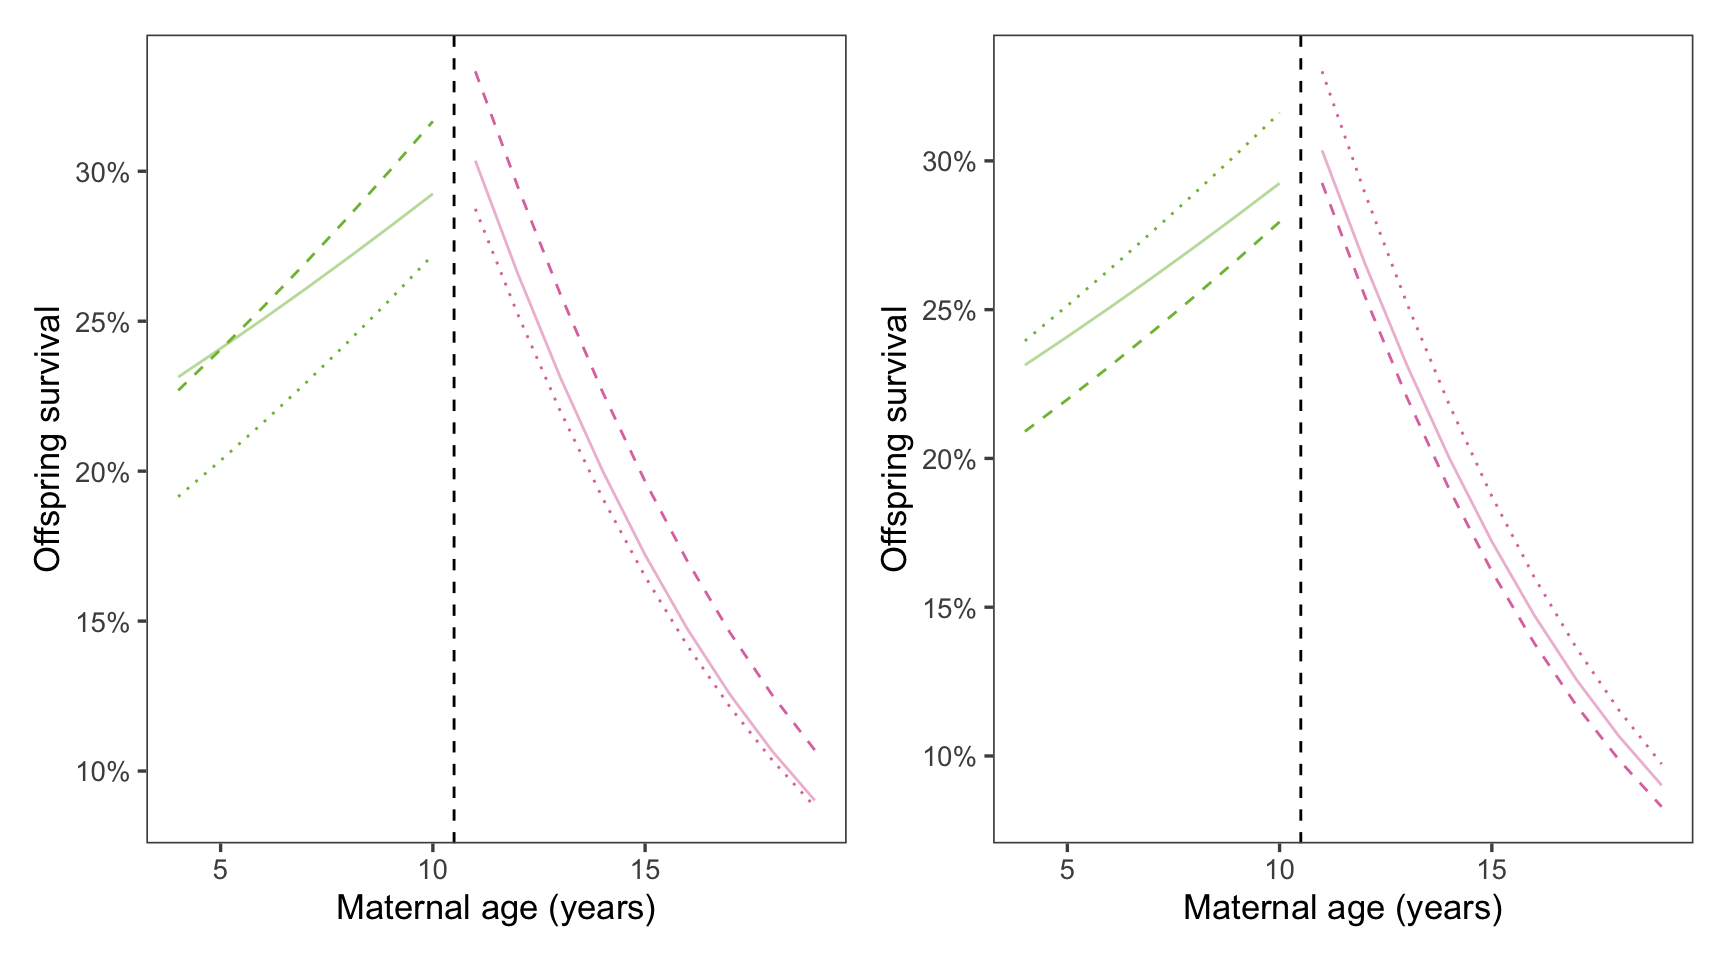 Offspring survival
30%
25%
20%
15%
10%
5 10 15
Maternal age (years)
Offspring survival
30%
25%
20%
15%
10%
5 10 15
Maternal age (years)